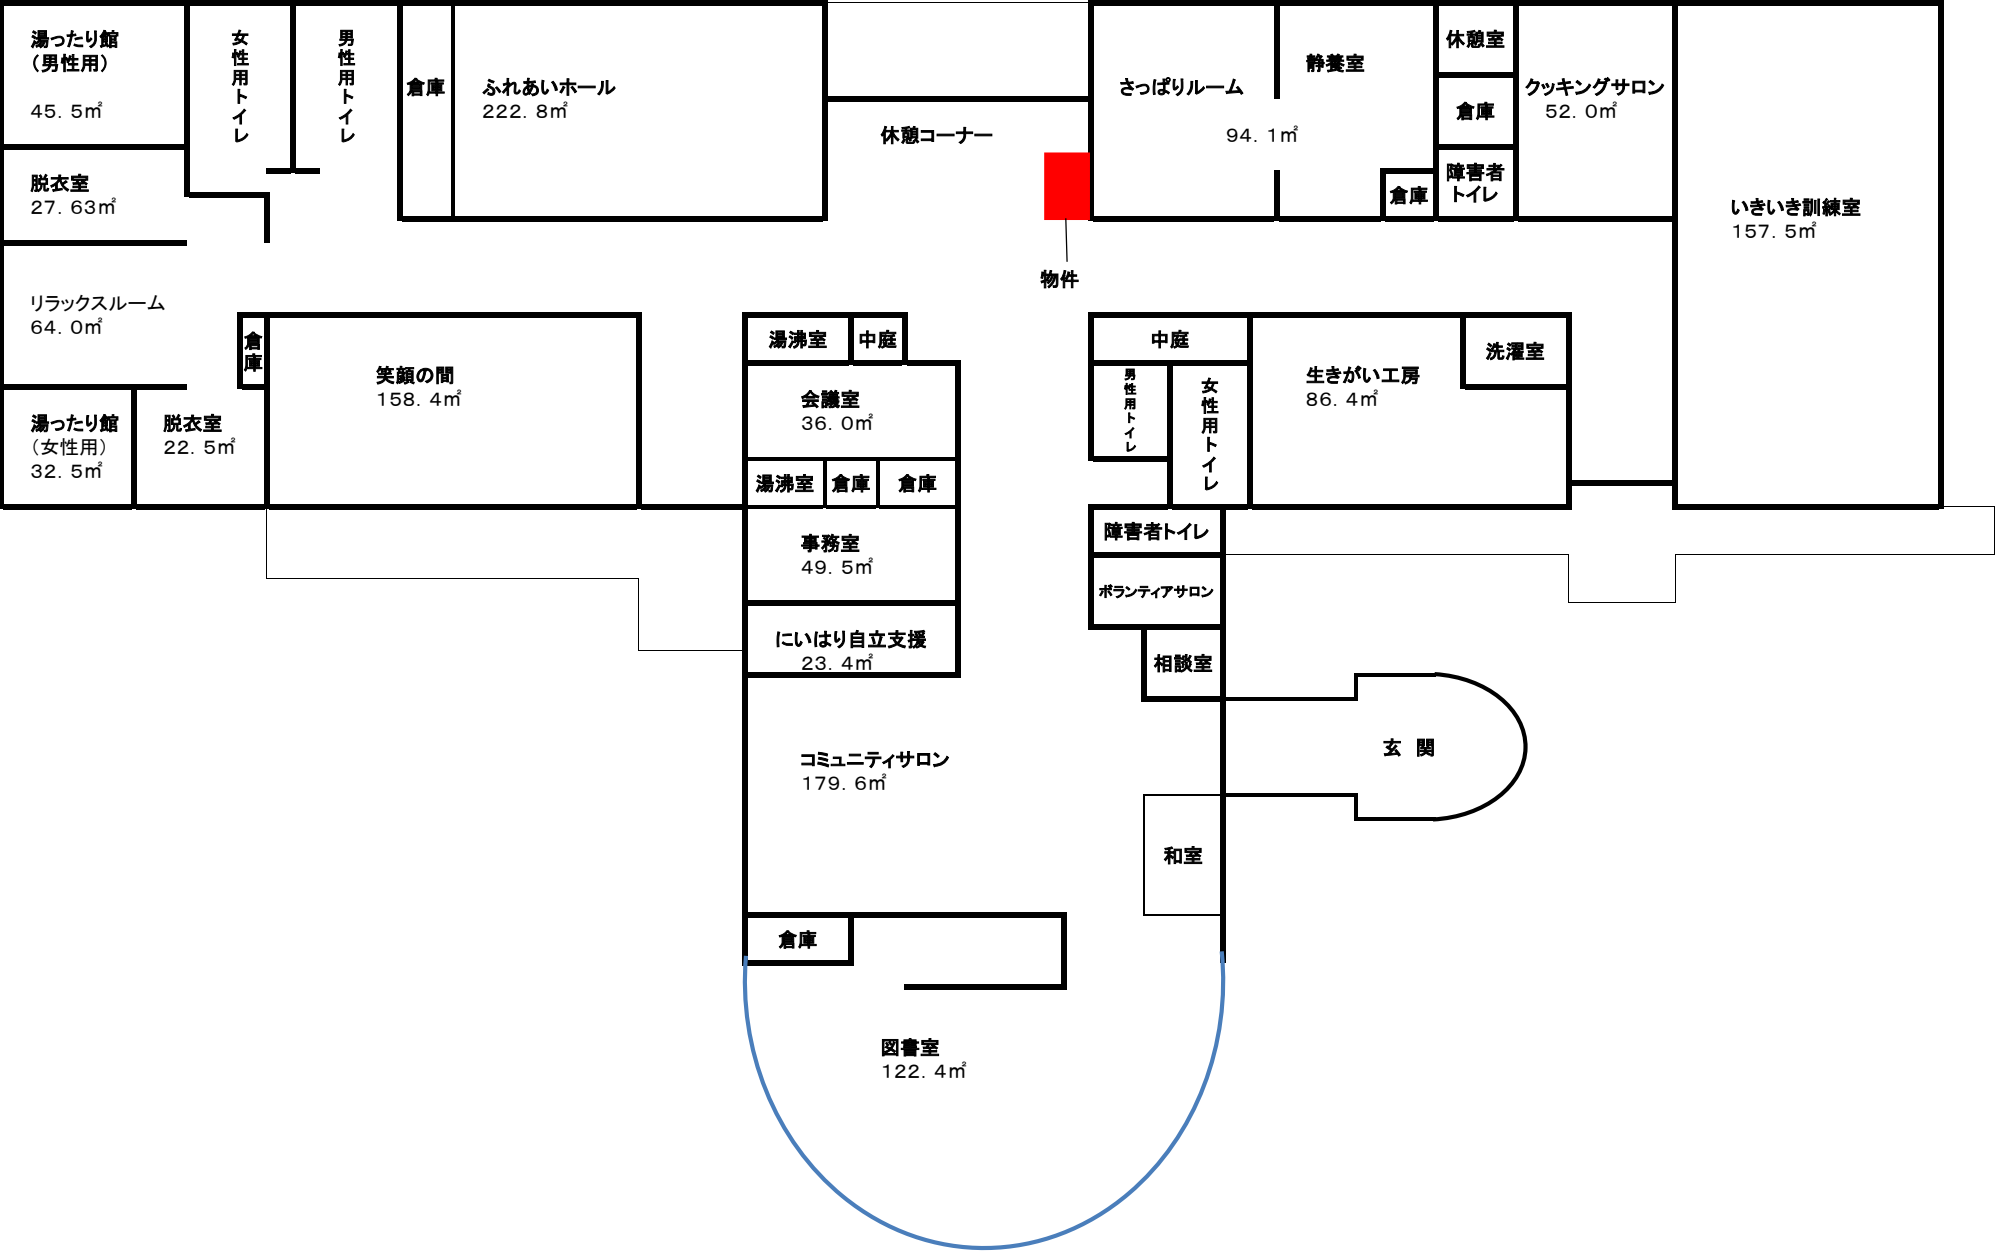 湯ったり館
（男性用）
45．5㎡
女性用トイレ
男性用トイレ
倉庫
ふれあいホール
222．8㎡
休憩コーナー
さっぱりルーム
静養室
94．1㎡
倉庫
休憩室
倉庫
障害者
トイレ
クッキングサロン
52．0㎡
いきいき訓練室
157．5㎡
脱衣室
27．63㎡
物件
リラックスルーム
64．0㎡
倉庫
笑顔の間
158．4㎡
湯ったり館
（女性用）
32．5㎡
脱衣室
22．5㎡
湯沸室
中庭
会議室
36．0㎡
湯沸室
倉庫
倉庫
事務室
49．5㎡
にいはり自立支援
23．4㎡
中庭
男性用トイレ
女性用トイレ
生きがい工房
86．4㎡
洗濯室
障害者トイレ
ボランティアサロン
相談室
玄　関
コミュニティサロン
179．6㎡
和室
倉庫
図書室
122．4㎡